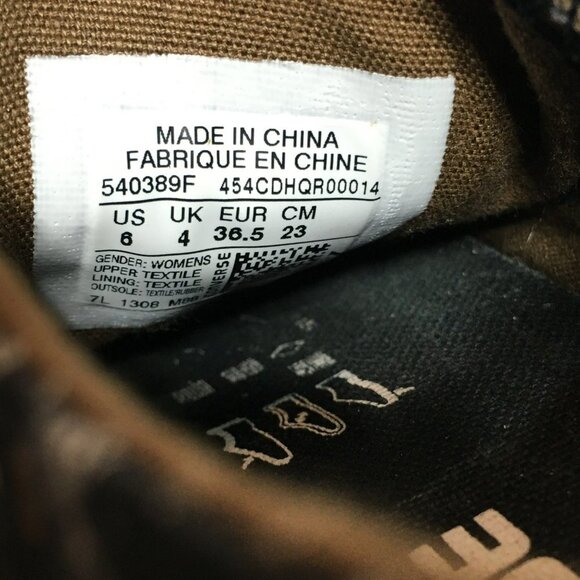 MADE IN CHINA
FABRIQUE EN CHINE
540389F 454CDHQR00014
US UK EUR CM
6 4 36.5 23
GENDER: WOMENS
UPPER TEXTILE
LINING: TEXTILE
OUTSOLE: TEXTILE/RUBBER
7L 1308